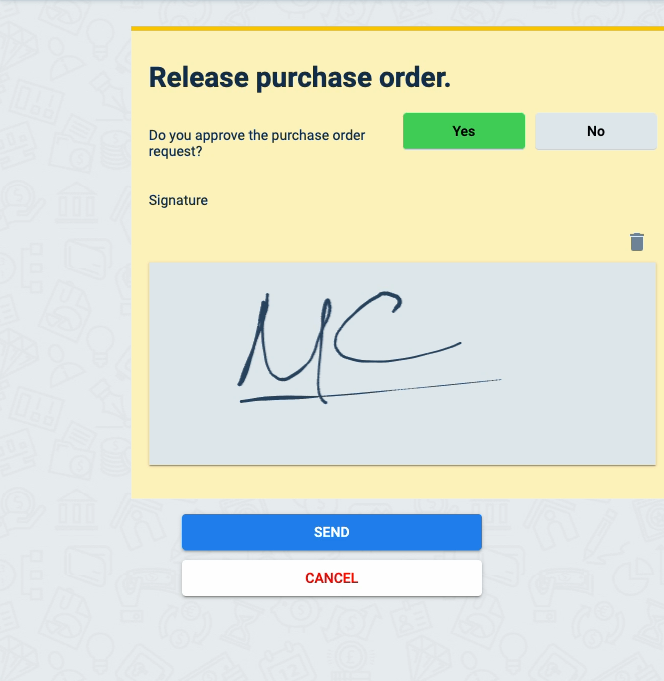 Release purchase order.
Do you approve the purchase order
request?
Yes
No
Signature
MC
SEND
CANCEL